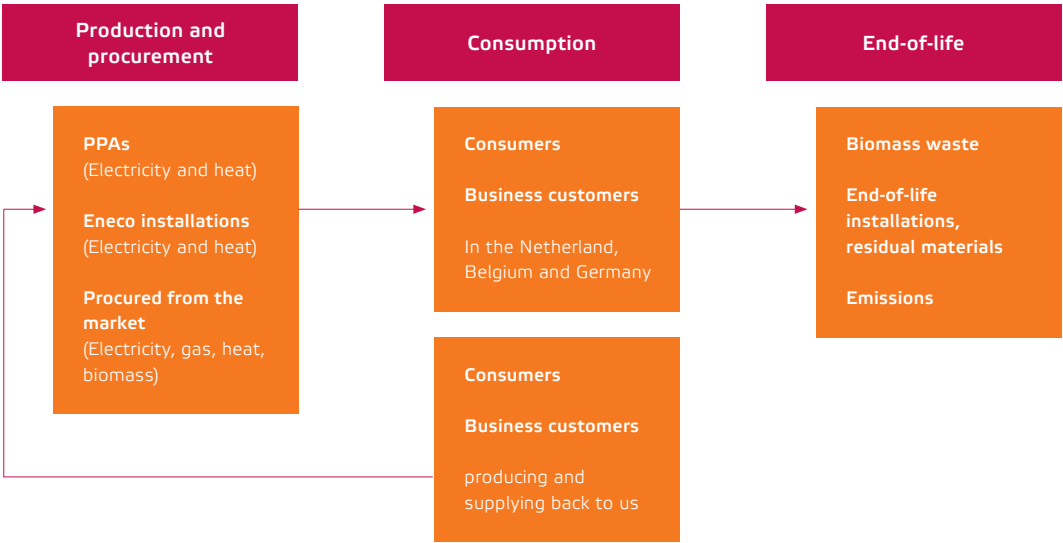 Production and
procurement
Consumption
End-of-life
PPAs
(Electricity and heat)
Eneco installations
(Electricity and heat)
Procured from the
market
(Electricity, gas, heat,
biomass)
Consumers
Business customers
In the Netherland,
Belgium and Germany
Consumers
Business customers
producing and
supplying back to us
Biomass waste
End-of-life
installations,
residual materials
Emissions